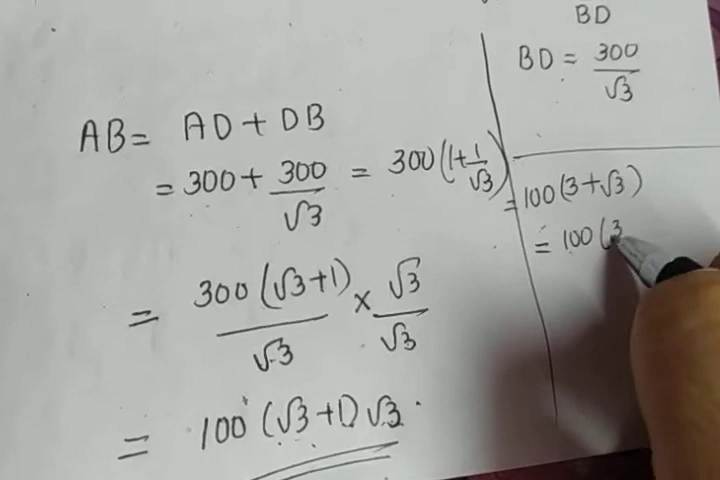 BD
BD = 300/√3
AB = AD + DB
= 300 + 300/√3 = 300(1 + 1/√3)
= 100(3+√3)
= 100(3
= 300(√3+1)/√3 × √3/√3
= 100(√3+1)√3.